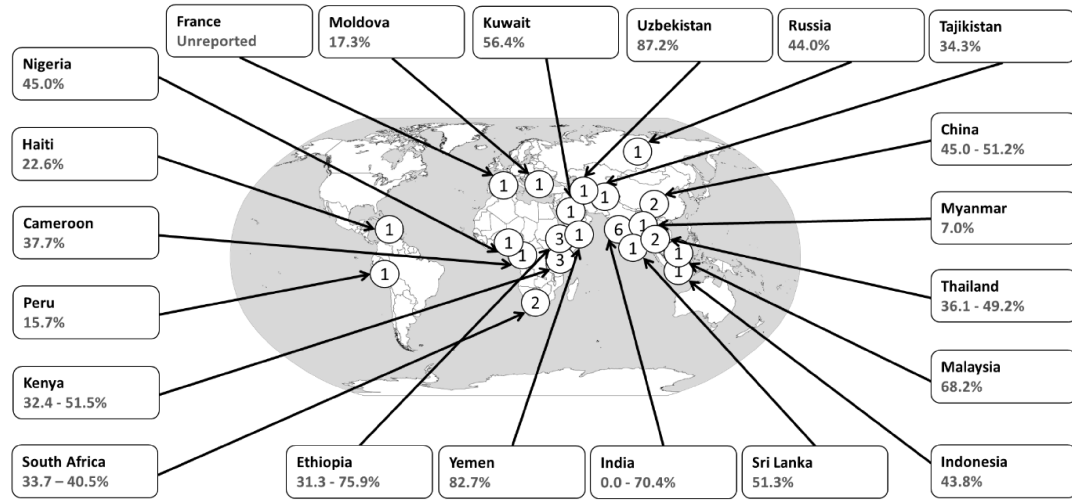 France
Unreported
Moldova
17.3%
Kuwait
56.4%
Uzbekistan
87.2%
Russia
44.0%
Tajikistan
34.3%
Nigeria
45.0%
Haiti
22.6%
Cameroon
37.7%
Peru
15.7%
Kenya
32.4 - 51.5%
South Africa
33.7 – 40.5%
China
45.0 - 51.2%
Myanmar
7.0%
Thailand
36.1 - 49.2%
Malaysia
68.2%
Indonesia
43.8%
Ethiopia
31.3 - 75.9%
Yemen
82.7%
India
0.0 - 70.4%
Sri Lanka
51.3%
1
1
1
1
1
1
2
1
1
3
1
6
1
2
1
1
1
3
1
1
2